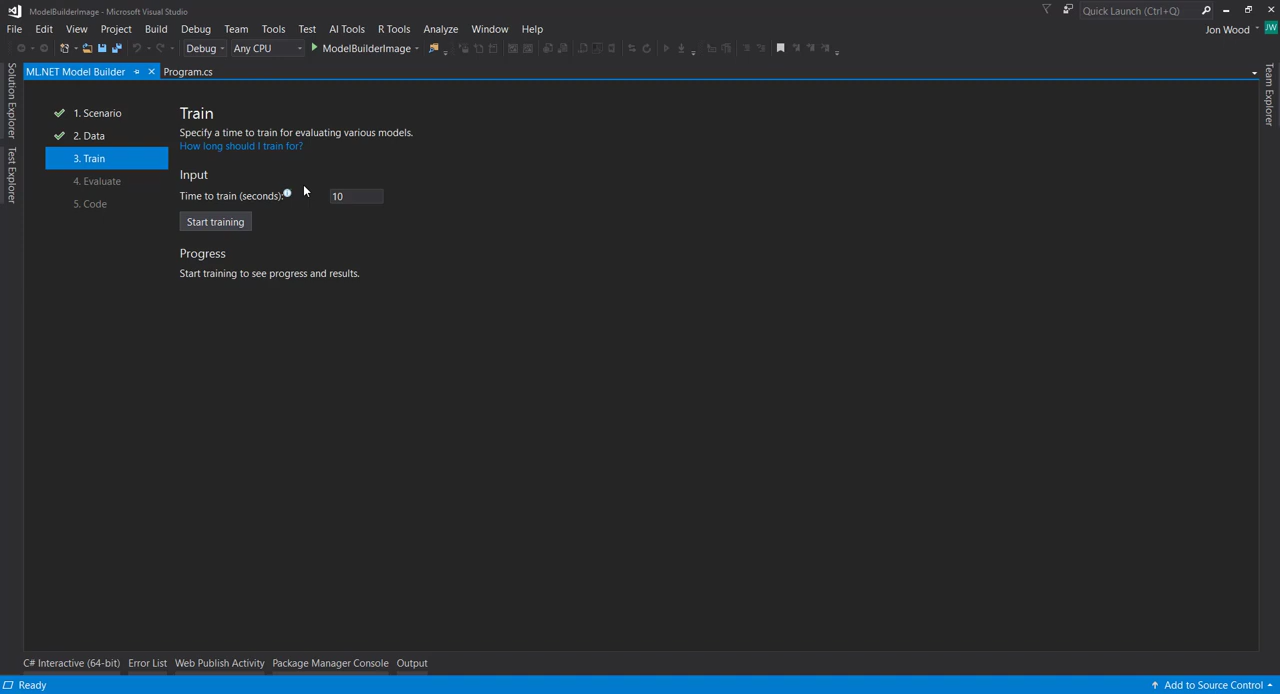 ModelBuilderImage - Microsoft Visual Studio
Quick Launch (Ctrl+Q)
File Edit View Project Build Debug Team Tools Test AI Tools R Tools Analyze Window Help
Jon Wood JW
Debug Any CPU ModelBuilderImage
Solution Explorer
Test Explorer
Team Explorer
ML.NET Model Builder Program.cs
1. Scenario
2. Data
3. Train
4. Evaluate
5. Code
Train
Specify a time to train for evaluating various models.
How long should I train for?
Input
Time to train (seconds): 10
Start training
Progress
Start training to see progress and results.
C# Interactive (64-bit) Error List Web Publish Activity Package Manager Console Output
Ready Add to Source Control